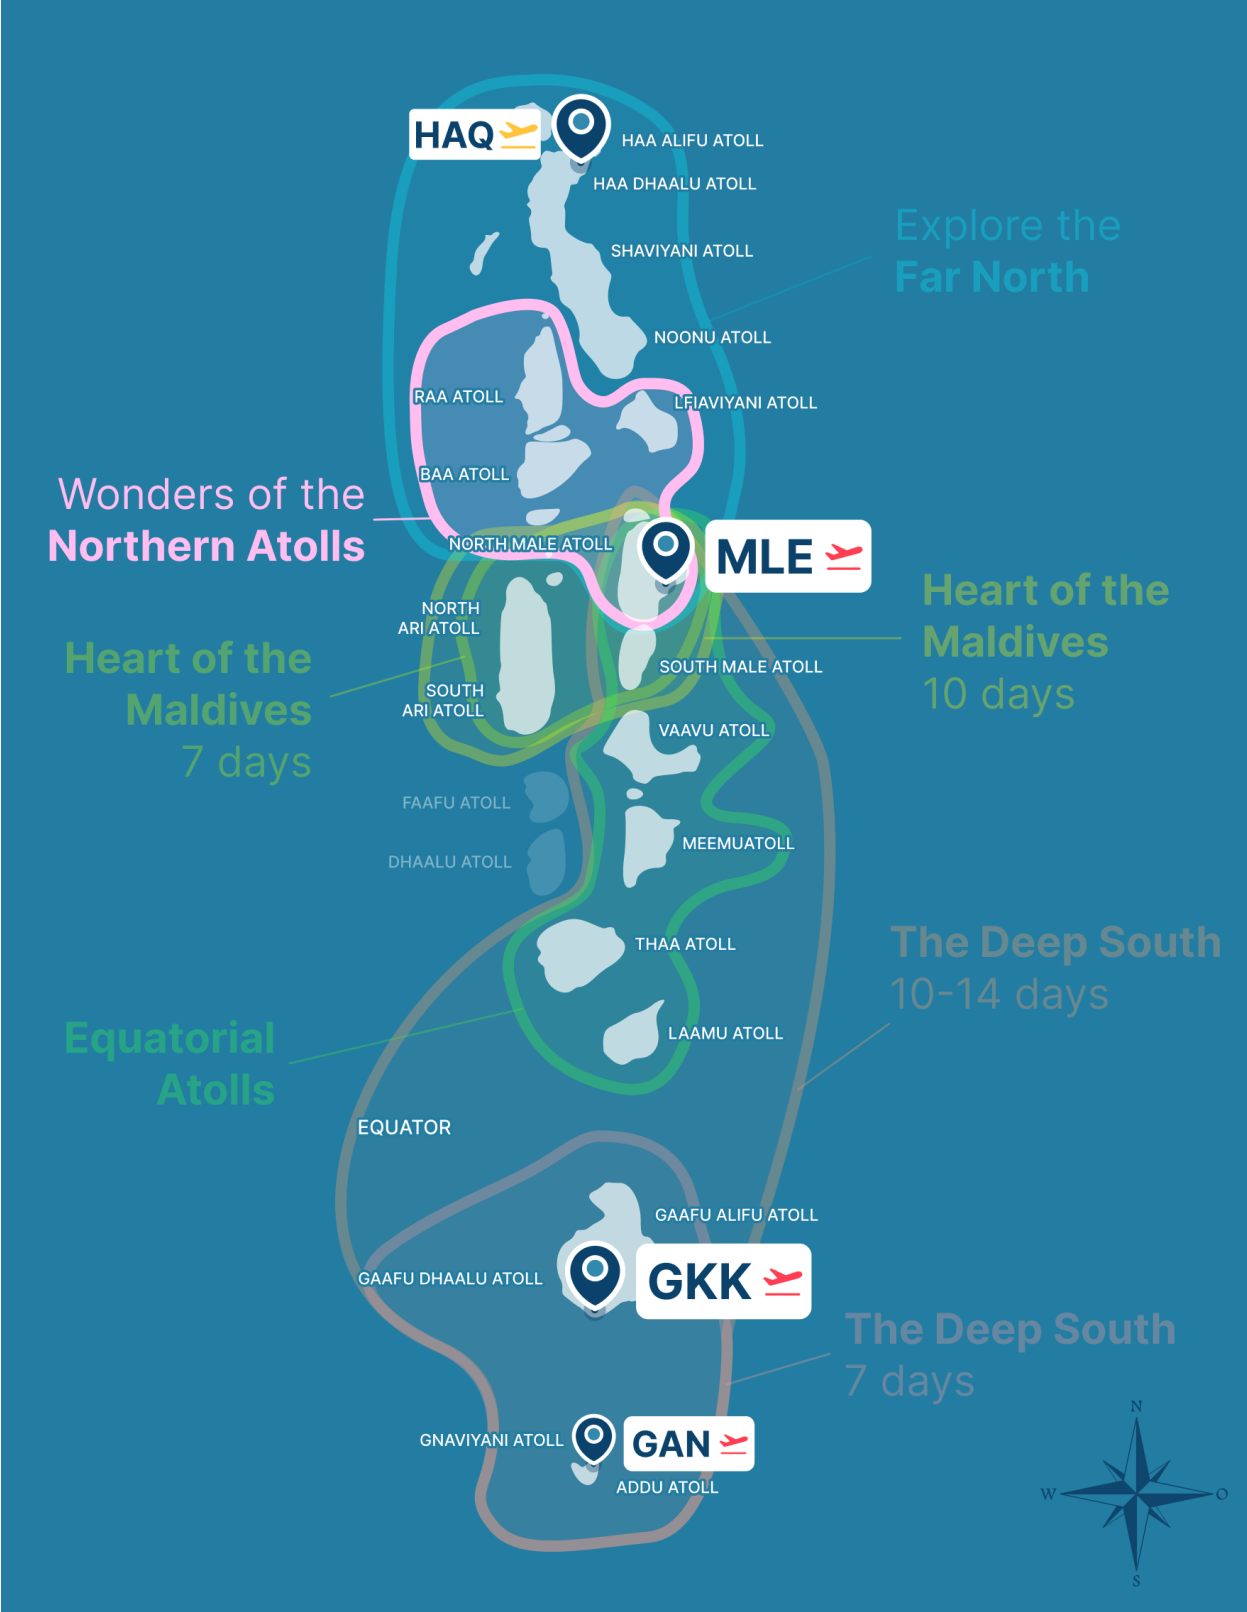 HAQ
HAA ALIFU ATOLL
HAA DHAALU ATOLL
Explore the
Far North
SHAVIYANI ATOLL
NOONU ATOLL
RAA ATOLL
LFIAVIYANI ATOLL
BAA ATOLL
Wonders of the
Northern Atolls
NORTH MALE ATOLL
MLE
Heart of the
Maldives
10 days
NORTH
ARI ATOLL
Heart of the
Maldives
7 days
SOUTH MALE ATOLL
SOUTH
ARI ATOLL
VAAVU ATOLL
FAAFU ATOLL
MEEMUATOLL
DHAALU ATOLL
THAA ATOLL
The Deep South
10-14 days
LAAMU ATOLL
Equatorial
Atolls
EQUATOR
GAAFU ALIFU ATOLL
GAAFU DHAALU ATOLL
GKK
The Deep South
7 days
GNAVIYANI ATOLL
GAN
ADDU ATOLL
N
W
O
S